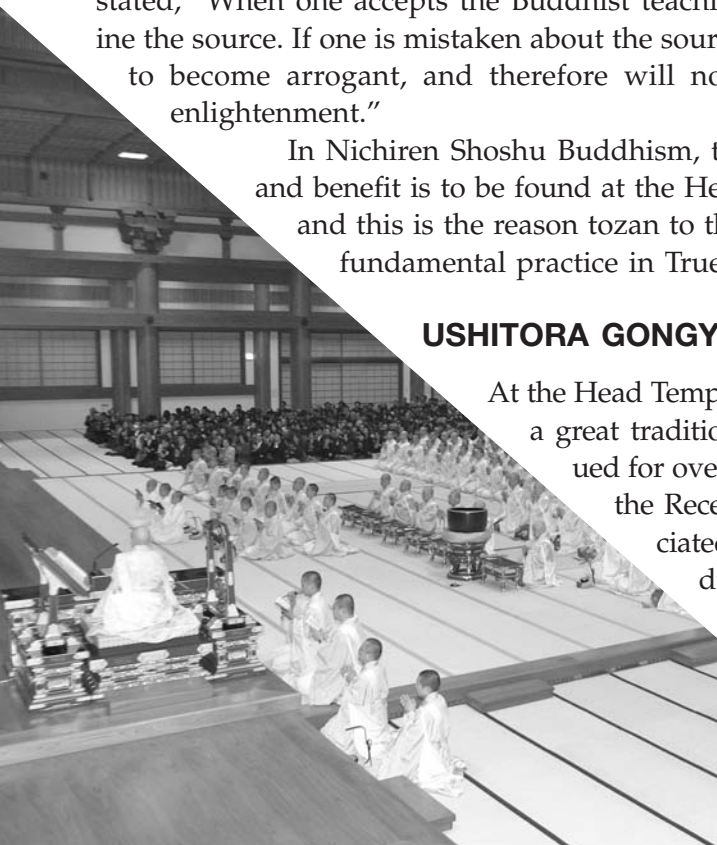 stated, "When one accepts the Buddhist teachi
ine the source. If one is mistaken about the sour
to become arrogant, and therefore will no
enlightenment."
In Nichiren Shoshu Buddhism, t
and benefit is to be found at the He
and this is the reason tozan to th
fundamental practice in True
USHITORA GONGY
At the Head Temp
a great traditio
ued for over
the Rece
ciated
d